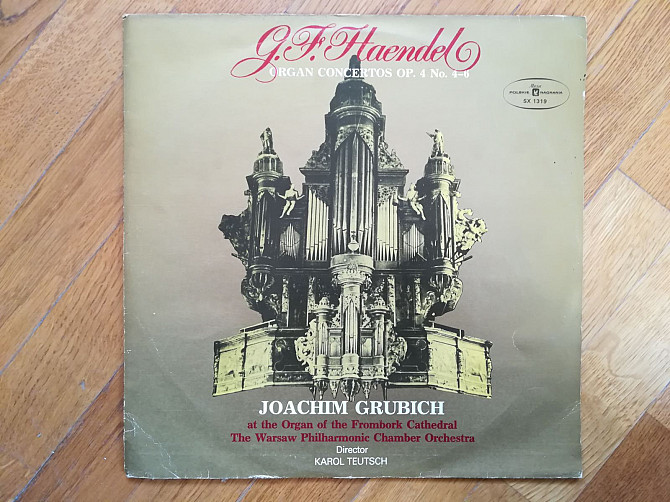 G.F. Haendel
ORGAN CONCERTOS OP. 4 No. 4-6
POLSKIE NAGRANIA
SX 1318
JOACHIM GRUBICH
at the Organ of the Frombork Cathedral
The Warsaw Philharmonic Chamber Orchestra
Director
KAROL TEUTSCH